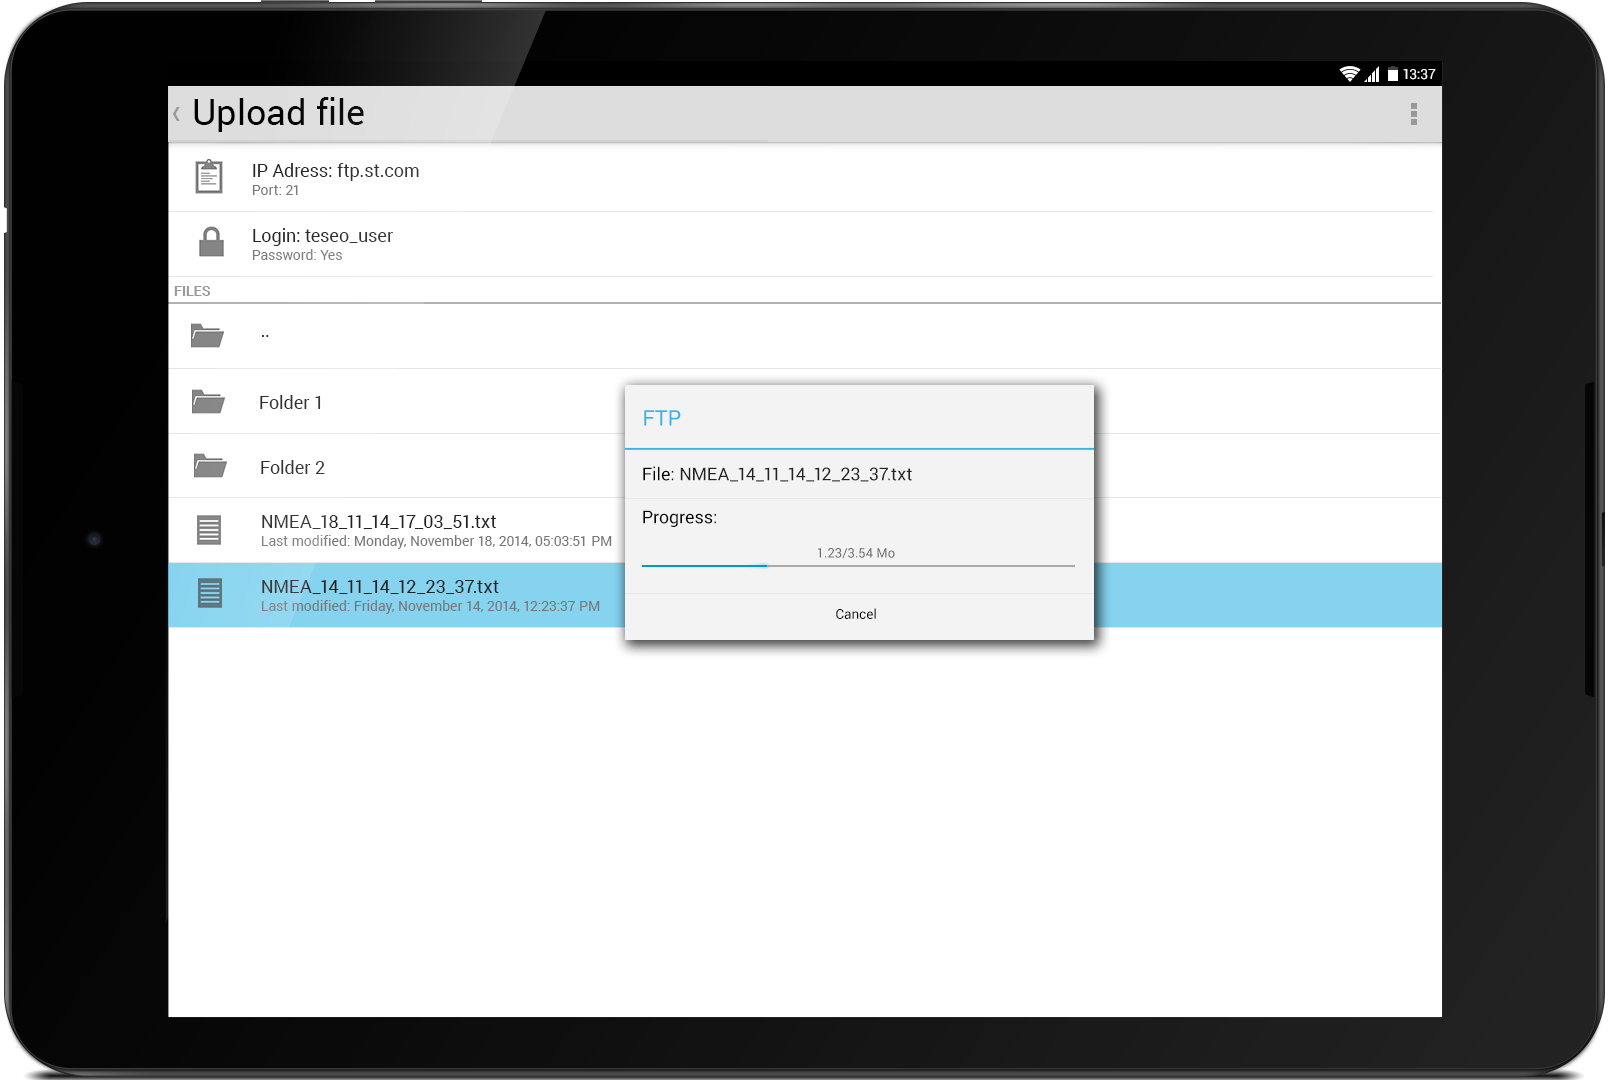 13:37
Upload file
IP Adress: ftp.st.com
Port: 21
Login: teseo_user
Password: Yes
FILES
..
Folder 1
Folder 2
NMEA_18_11_14_17_03_51.txt
Last modified: Monday, November 18, 2014, 05:03:51 PM
NMEA_14_11_14_12_23_37.txt
Last modified: Friday, November 14, 2014, 12:23:37 PM
FTP
File: NMEA_14_11_14_12_23_37.txt
Progress:
1.23/3.54 Mo
Cancel